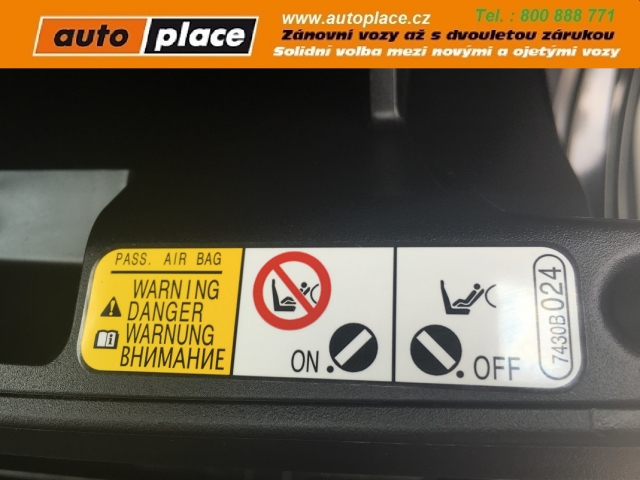 auto place
www.autoplace.cz
Tel. : 800 888 771
Zánovní vozy až s dvouletou zárukou
Solidní volba mezi novými a ojetými vozy
PASS. AIR BAG
WARNING
DANGER
WARNUNG
ВНИМАНИЕ
ON
OFF
7430B024